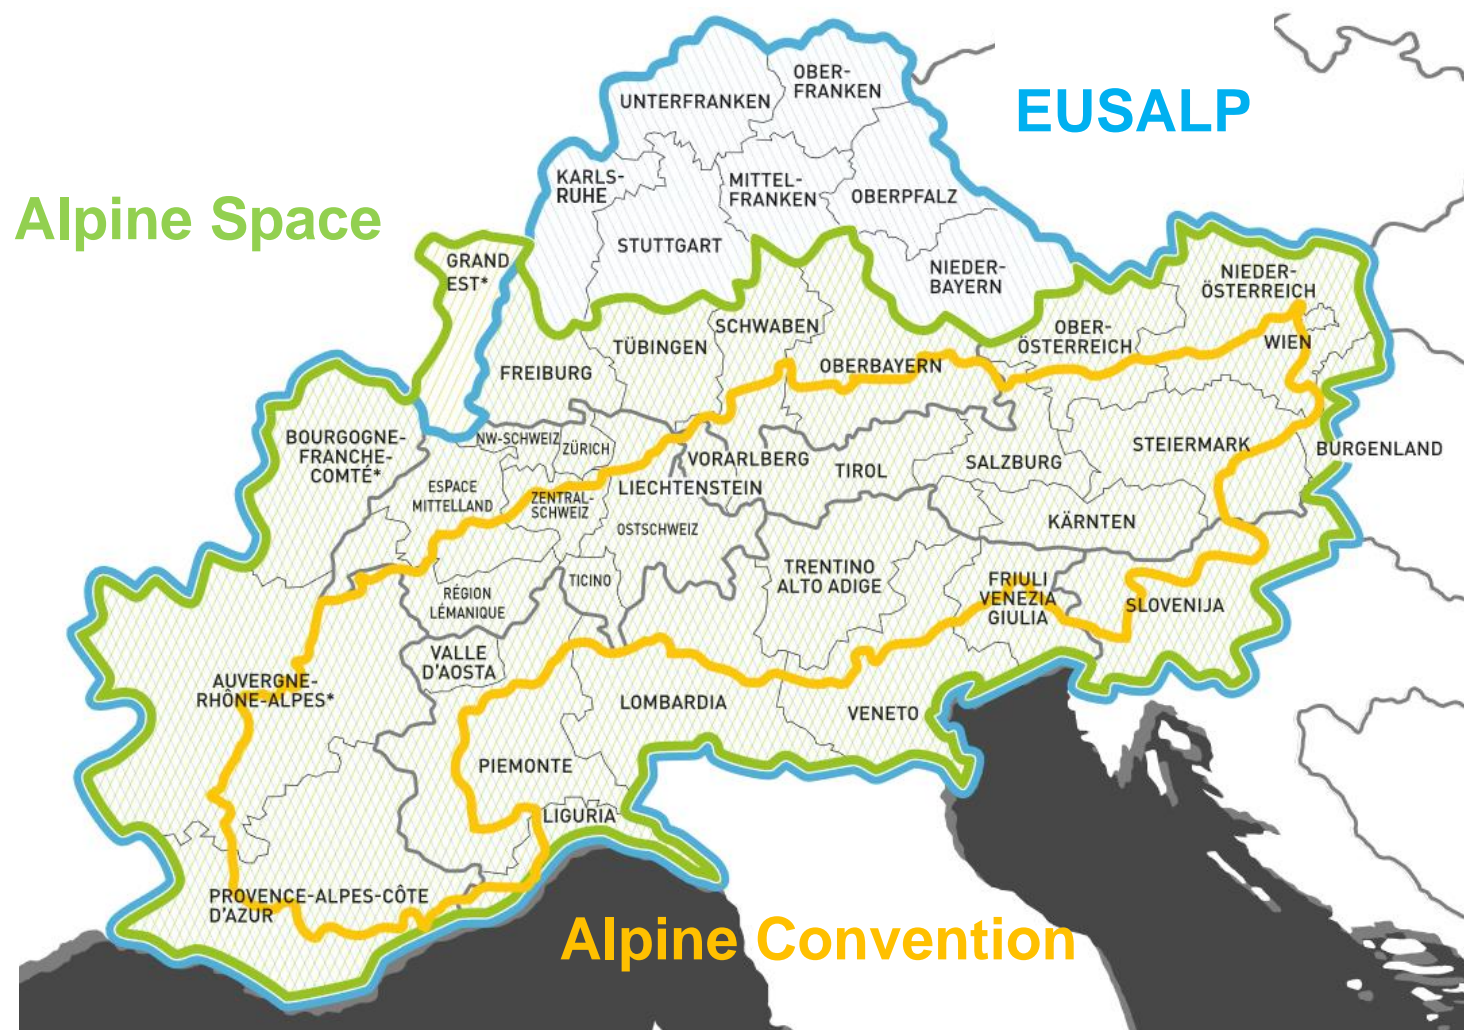 OBER-
FRANKEN
UNTERFRANKEN
EUSALP
KARLS-
RUHE
MITTEL-
FRANKEN
OBERPFALZ
Alpine Space
STUTTGART
GRAND
EST*
NIEDER-
BAYERN
NIEDER-
ÖSTERREICH
SCHWABEN
OBER-
ÖSTERREICH
TÜBINGEN
WIEN
FREIBURG
OBERBAYERN
BOURGOGNE-
FRANCHE-
COMTÉ*
NW-SCHWEIZ
ZÜRICH
VORARLBERG
TIROL
SALZBURG
STEIERMARK
BURGENLAND
ESPACE
MITTELLAND
ZENTRAL-
SCHWEIZ
LIECHTENSTEIN
OSTSCHWEIZ
KÄRNTEN
TRENTINO
ALTO ADIGE
TICINO
RÉGION
LÉMANIQUE
FRIULI
VENEZIA
GIULIA
SLOVENIJA
VALLE
D'AOSTA
AUVERGNE-
RHÔNE-ALPES*
LOMBARDIA
VENETO
PIEMONTE
LIGURIA
PROVENCE-ALPES-CÔTE
D'AZUR
Alpine Convention